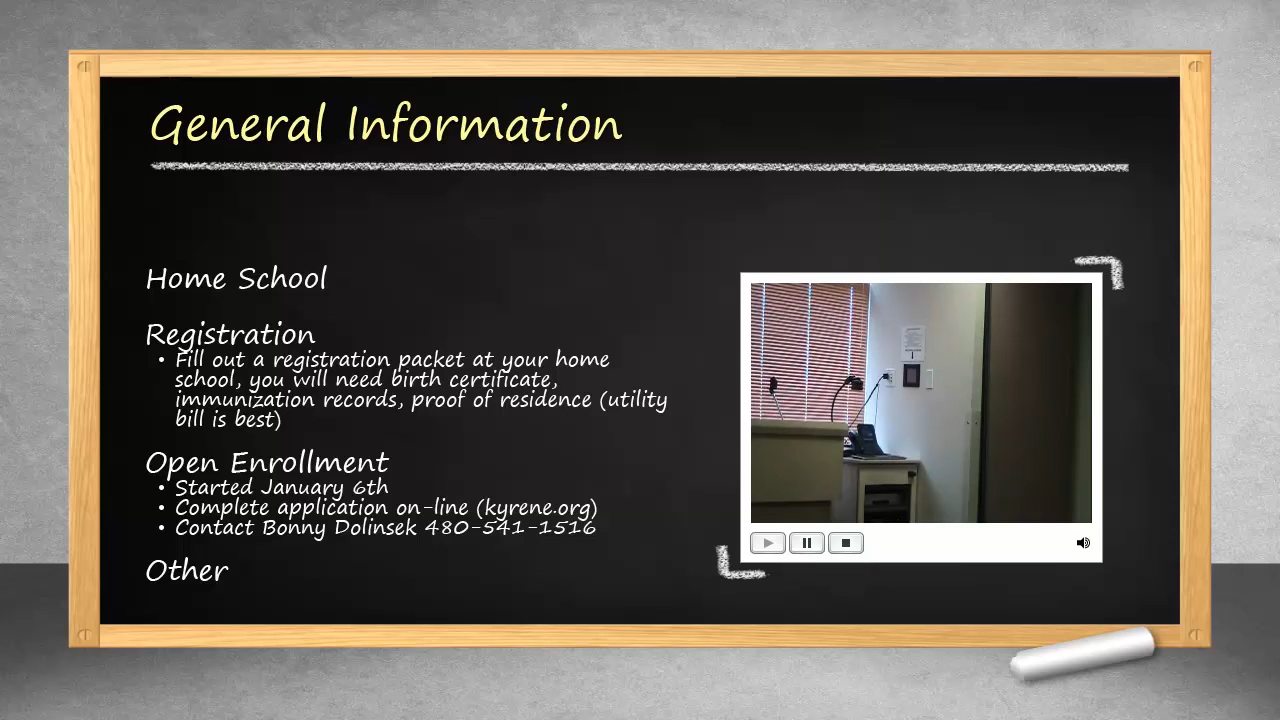 General Information
Home School
Registration
• Fill out a registration packet at your home
school, you will need birth certificate,
immunization records, proof of residence (utility
bill is best)
Open Enrollment
• Started January 6th
• Complete application on-line (kyrene.org)
• Contact Bonny Dolinsek 480-541-1516
Other